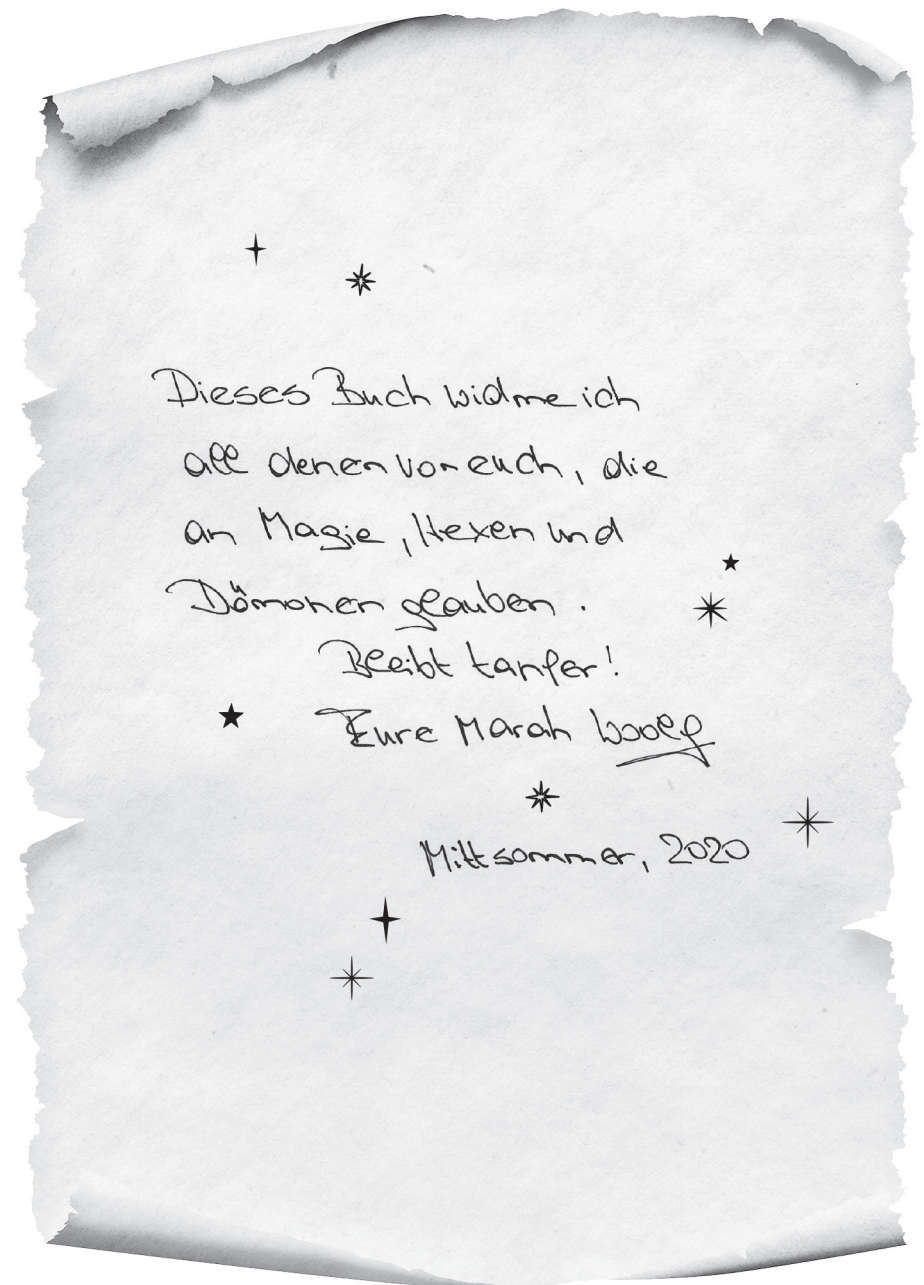 Dieses Buch widme ich
all denen von euch, die
an Magie, Hexen und
Dämonen glauben.
Bleibt tapfer!
Eure Marah Woolf
Mittsommer, 2020